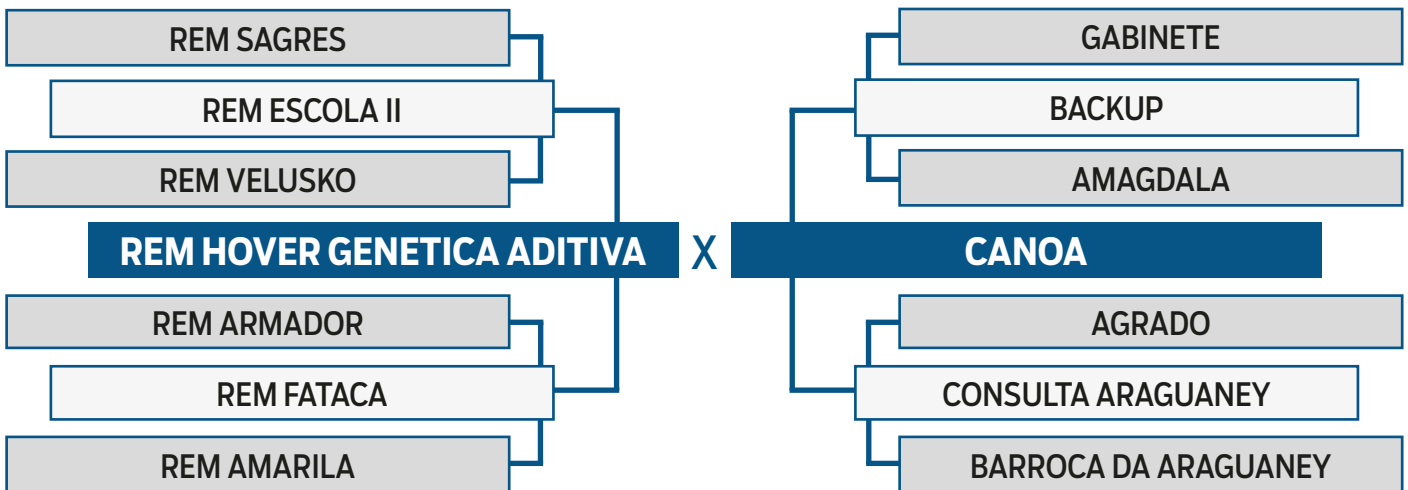 REM SAGRES
GABINETE
REM ESCOLA II
BACKUP
REM VELUSKO
AMAGDALA
REM HOVER GENETICA ADITIVA X CANOA
REM ARMADOR
AGRADO
REM FATACA
CONSULTA ARAGUANEY
REM AMARILA
BARROCA DA ARAGUANEY